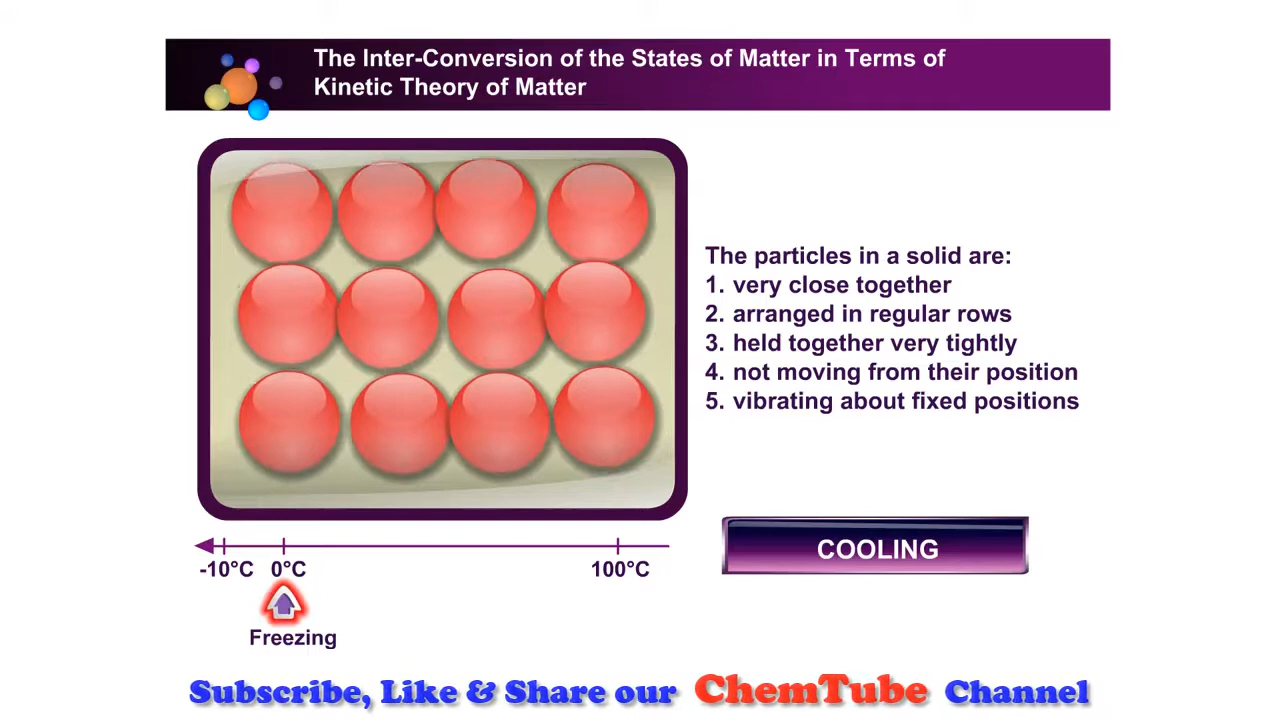 The Inter-Conversion of the States of Matter in Terms of
Kinetic Theory of Matter
The particles in a solid are:
1. very close together
2. arranged in regular rows
3. held together very tightly
4. not moving from their position
5. vibrating about fixed positions
-10°C 0°C 100°C
COOLING
Freezing
Subscribe, Like & Share our ChemTube Channel